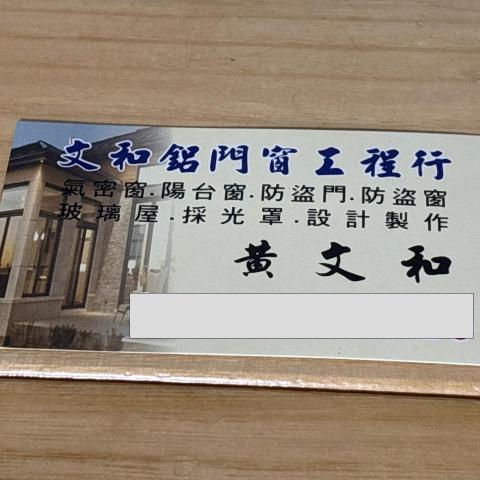 文和鋁門窗工程行
氣密窗.陽台窗.防盜門.防盜窗
玻璃屋.採光罩.設計製作
黃文和